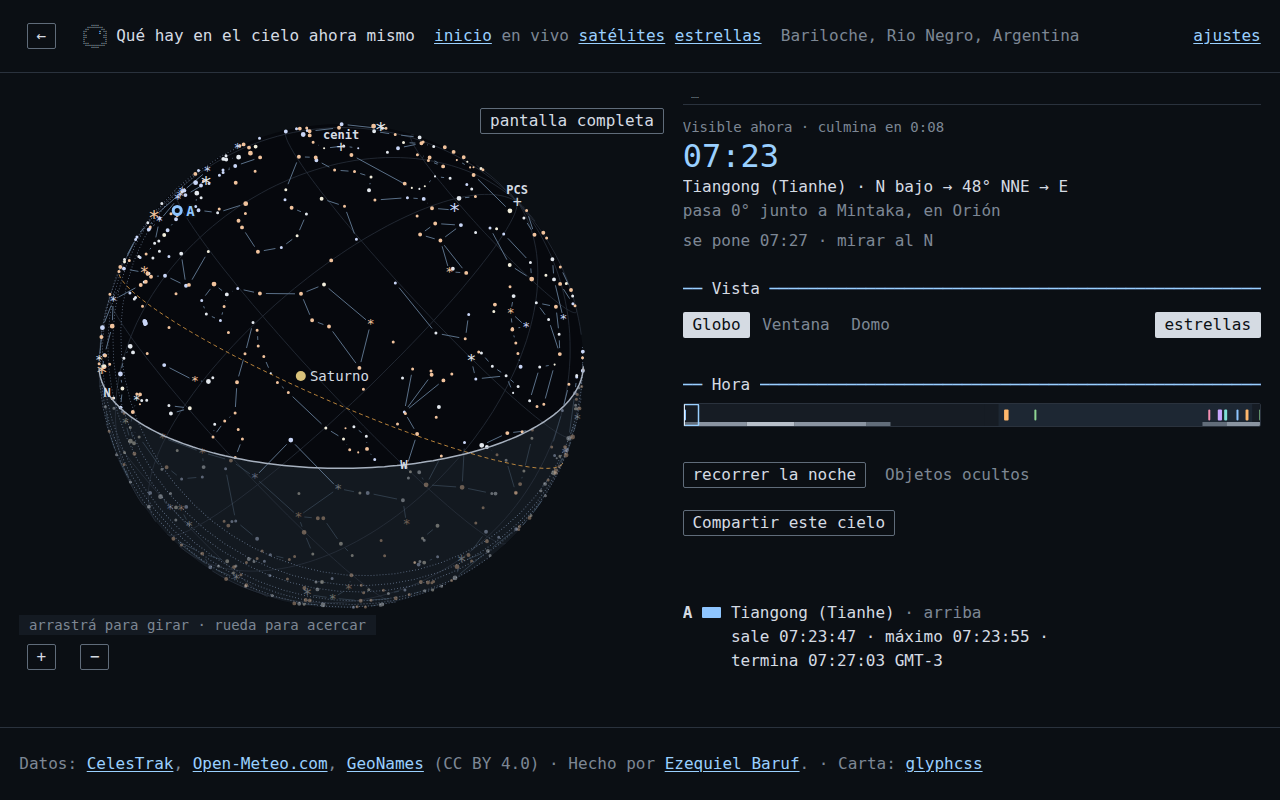 ← Qué hay en el cielo ahora mismo inicio en vivo satélites estrellas Bariloche, Rio Negro, Argentina ajustes
pantalla completa
cenit
PCS
A
Saturno
N
W
arrastrá para girar · rueda para acercar
+ −
Visible ahora · culmina en 0:08
07:23
Tiangong (Tianhe) · N bajo → 48° NNE → E
pasa 0° junto a Mintaka, en Orión
se pone 07:27 · mirar al N
Vista
Globo Ventana Domo estrellas
Hora
recorrer la noche Objetos ocultos
Compartir este cielo
A Tiangong (Tianhe) · arriba
sale 07:23:47 · máximo 07:23:55 ·
termina 07:27:03 GMT-3
Datos: CelesTrak, Open-Meteo.com, GeoNames (CC BY 4.0) · Hecho por Ezequiel Baruf. · Carta: glyphcss